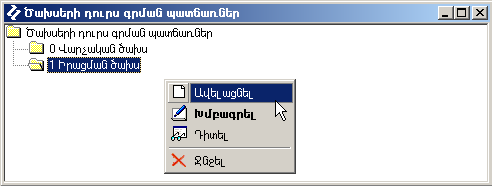 Ծախսերի դուրս գրման պատճառներ
Ծախսերի դուրս գրման պատճառներ
0 Վարչական ծախս
1 Իրացման ծախս
Ավելացնել
Խմբագրել
Դիտել
Ջնջել